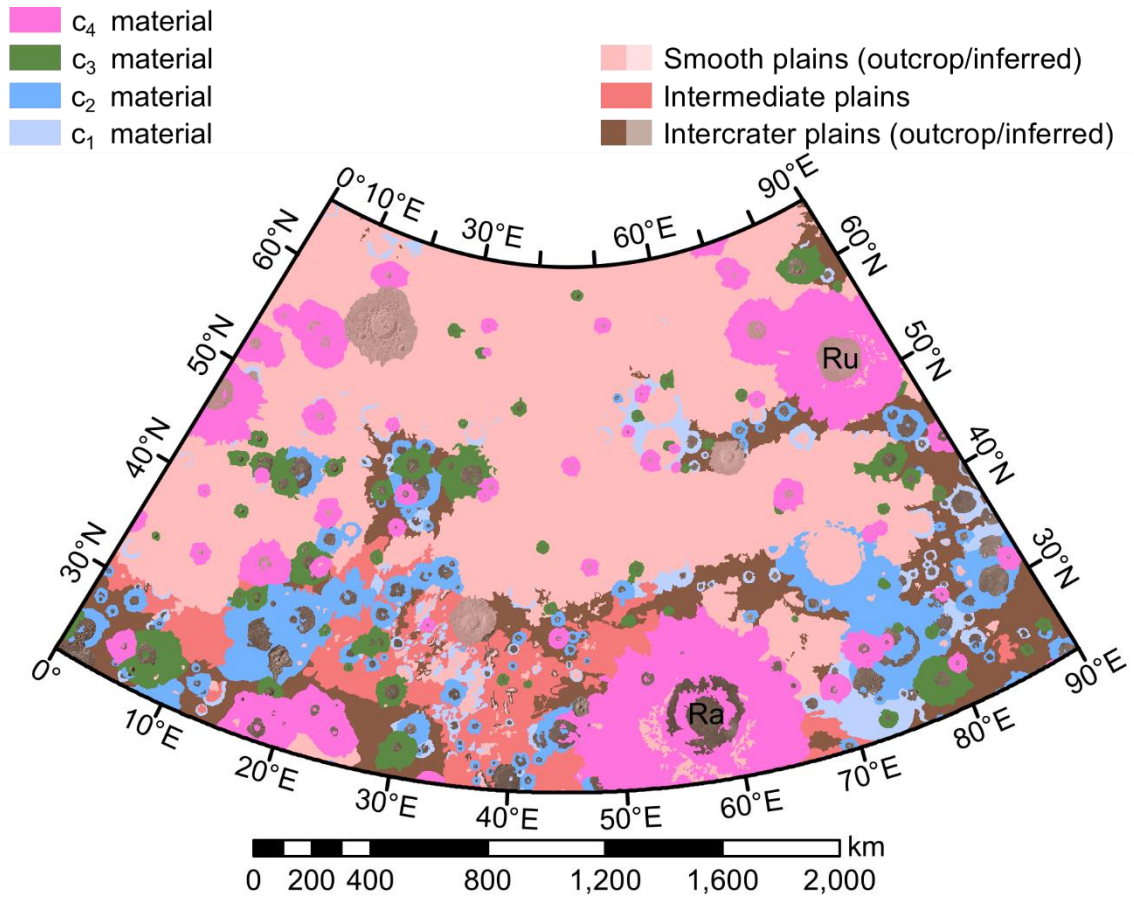 c₄ material
c₃ material
c₂ material
c₁ material
Smooth plains (outcrop/inferred)
Intermediate plains
Intercrater plains (outcrop/inferred)
0° 10°E 30°E 60°E 90°E
60°N 60°N
50°N 50°N
40°N 40°N
30°N 30°N
Ru
Ra
0° 10°E 20°E 30°E 40°E 50°E 60°E 70°E 80°E 90°E
km
0 200 400 800 1,200 1,600 2,000